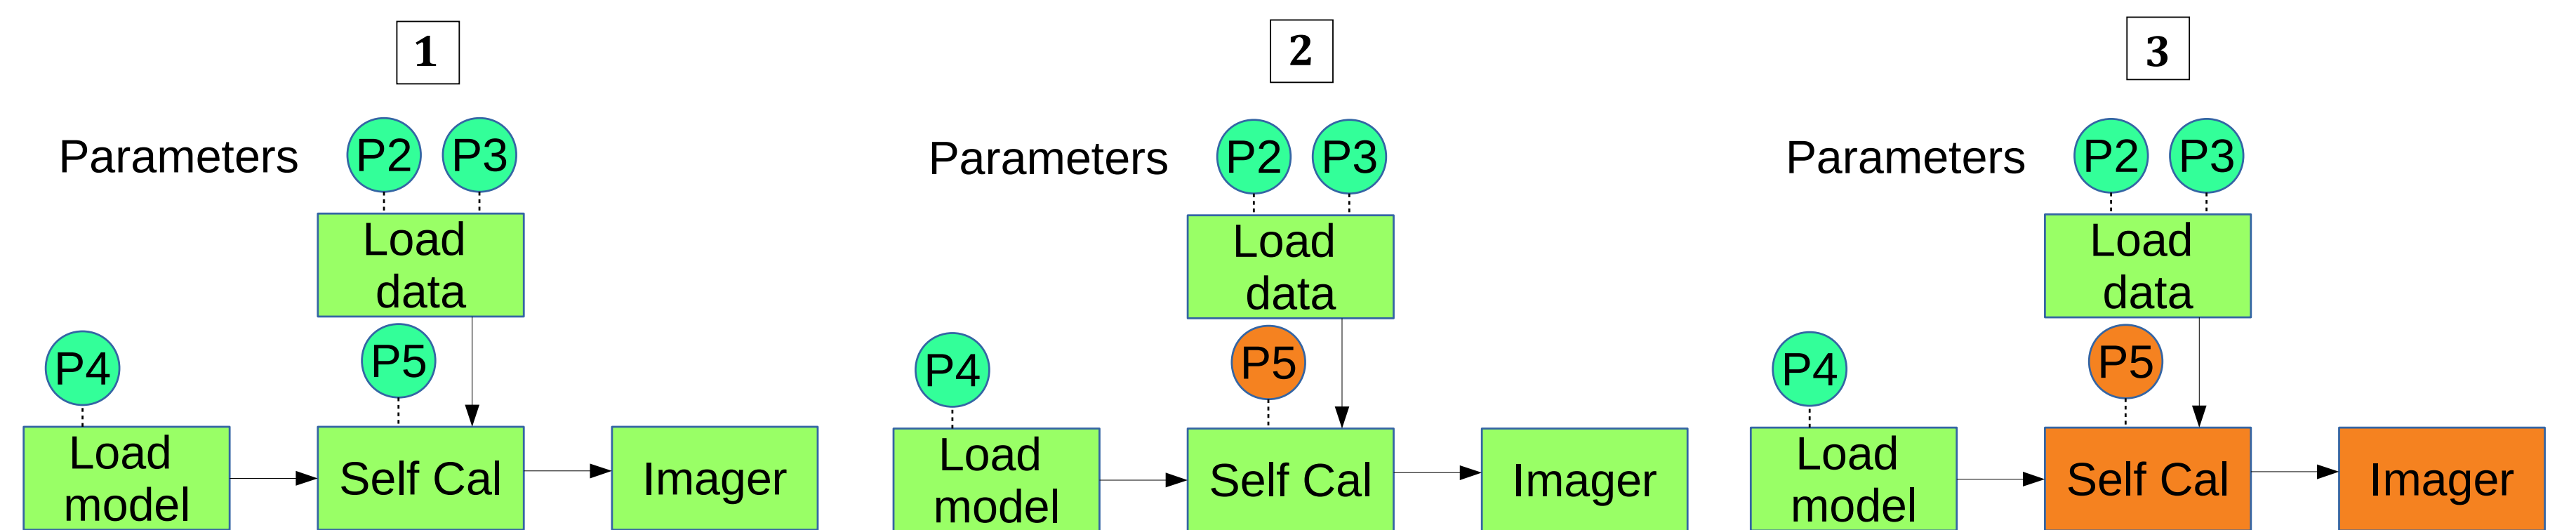 1
Parameters
P2
P3
Load
data
P4
P5
Load
model
Self Cal
Imager
2
Parameters
P2
P3
Load
data
P4
P5
Load
model
Self Cal
Imager
3
Parameters
P2
P3
Load
data
P4
P5
Load
model
Self Cal
Imager